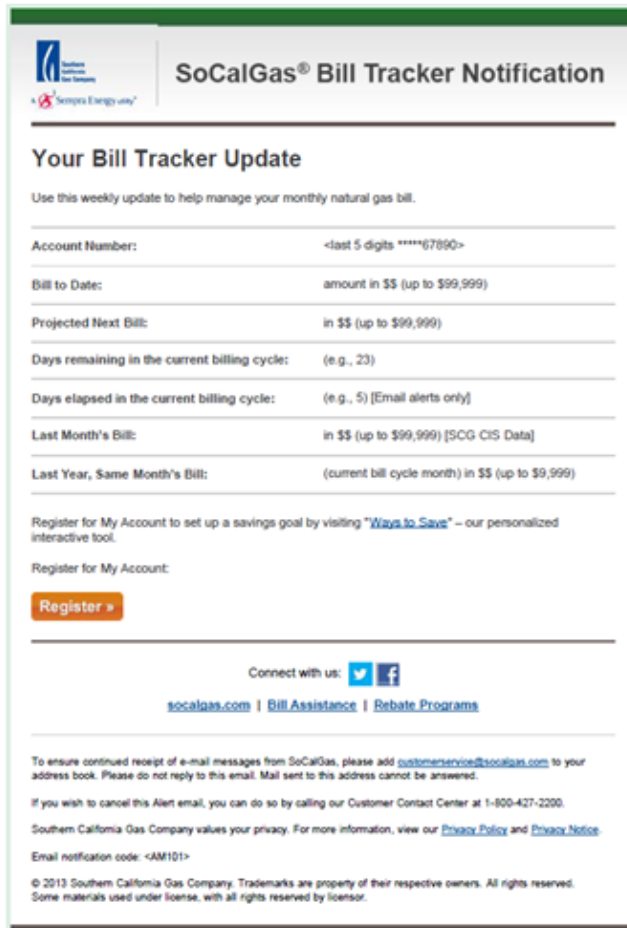 Southern
California
Gas Company
A Sempra Energy utility®
SoCalGas® Bill Tracker Notification
Your Bill Tracker Update
Use this weekly update to help manage your monthly natural gas bill.
Account Number: <last 5 digits *****67890>
Bill to Date: amount in $$ (up to $99,999)
Projected Next Bill: in $$ (up to $99,999)
Days remaining in the current billing cycle: (e.g., 23)
Days elapsed in the current billing cycle: (e.g., 5) [Email alerts only]
Last Month's Bill: in $$ (up to $99,999) [SCG CIS Data]
Last Year, Same Month's Bill: (current bill cycle month) in $$ (up to $9,999)
Register for My Account to set up a savings goal by visiting "Ways to Save" – our personalized
interactive tool.
Register for My Account:
Register »
Connect with us:
socalgas.com | Bill Assistance | Rebate Programs
To ensure continued receipt of e-mail messages from SoCalGas, please add customerservice@socalgas.com to your
address book. Please do not reply to this email. Mail sent to this address cannot be answered.
If you wish to cancel this Alert email, you can do so by calling our Customer Contact Center at 1-800-427-2200.
Southern California Gas Company values your privacy. For more information, view our Privacy Policy and Privacy Notice.
Email notification code: <AM101>
© 2013 Southern California Gas Company. Trademarks are property of their respective owners. All rights reserved.
Some materials used under license, with all rights reserved by licensor.